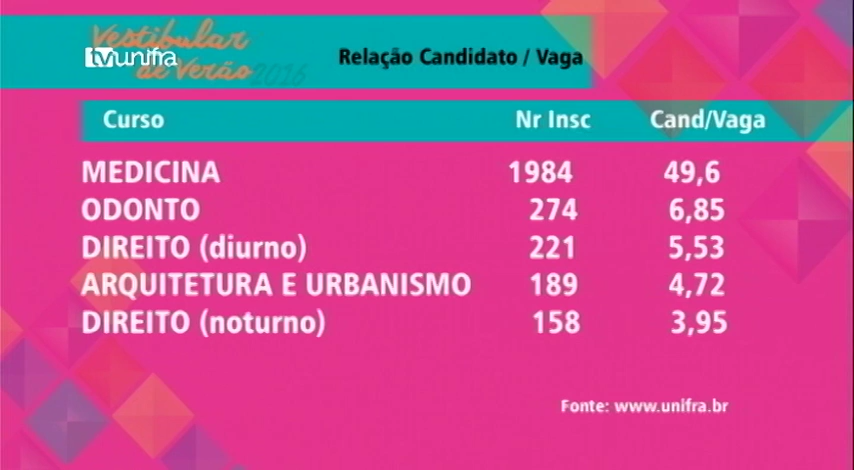 Vestibular
tv unifra
de Verão 2016
Relação Candidato / Vaga
Curso Nr Insc Cand/Vaga
MEDICINA 1984 49,6
ODONTO 274 6,85
DIREITO (diurno) 221 5,53
ARQUITETURA E URBANISMO 189 4,72
DIREITO (noturno) 158 3,95
Fonte: www.unifra.br